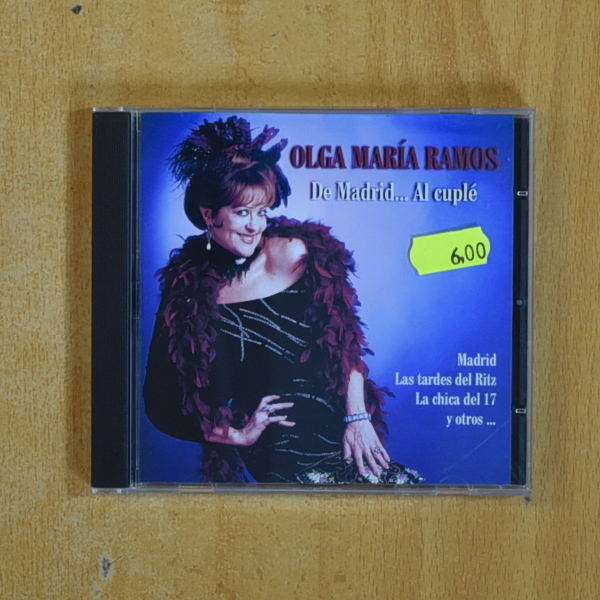 OLGA MARÍA RAMOS
De Madrid... Al cuplé
6,00
Madrid
Las tardes del Ritz
La chica del 17
y otros ...